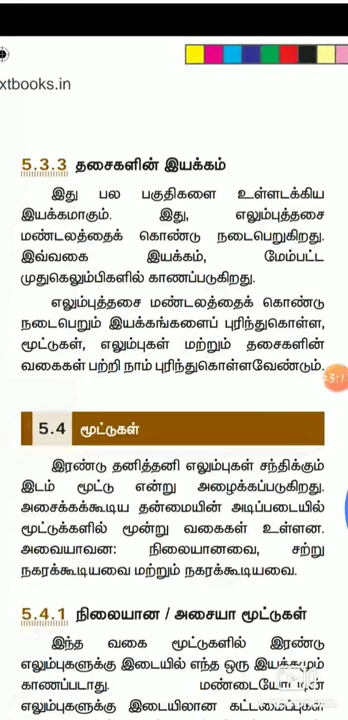 xtbooks.in
5.3.3 தசைகளின் இயக்கம்
இது பல பகுதிகளை உள்ளடக்கிய
இயக்கமாகும். இது, எலும்புத்தசை
மண்டலத்தைக் கொண்டு நடைபெறுகிறது.
இவ்வகை இயக்கம், மேம்பட்ட
முதுகெலும்பிகளில் காணப்படுகிறது.
எலும்புத்தசை மண்டலத்தைக் கொண்டு
நடைபெறும் இயக்கங்களைப் புரிந்துகொள்ள,
மூட்டுகள், எலும்புகள் மற்றும் தசைகளின்
வகைகள் பற்றி நாம் புரிந்துகொள்ளவேண்டும்.
5.4 மூட்டுகள்
இரண்டு தனித்தனி எலும்புகள் சந்திக்கும்
இடம் மூட்டு என்று அழைக்கப்படுகிறது.
அசைக்கக்கூடிய தன்மையின் அடிப்படையில்
மூட்டுக்களில் மூன்று வகைகள் உள்ளன.
அவையாவன: நிலையானவை, சற்று
நகரக்கூடியவை மற்றும் நகரக்கூடியவை.
5.4.1 நிலையான / அசையா மூட்டுகள்
இந்த வகை மூட்டுகளில் இரண்டு
எலும்புகளுக்கு இடையில் எந்த ஒரு இயக்கமும்
காணப்படாது. மண்டையோட்டின்
எலும்புகளுக்கு இடையிலான கட்டமைப்புகள்